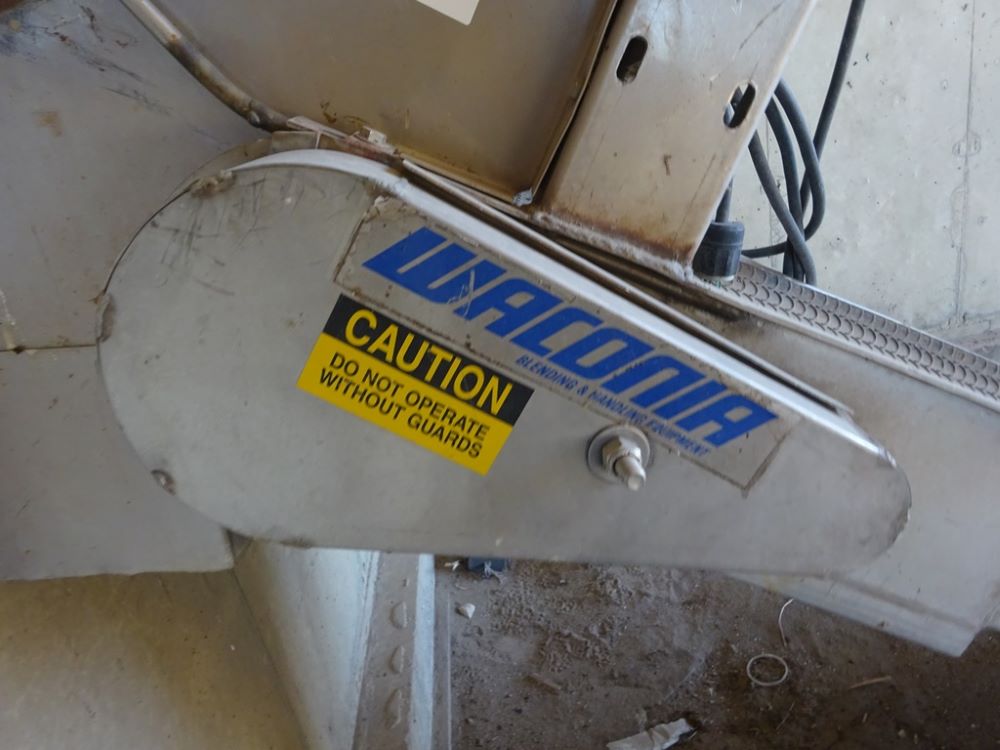 WACONIA
BLENDING & HANDLING EQUIPMENT
CAUTION
DO NOT OPERATE
WITHOUT GUARDS